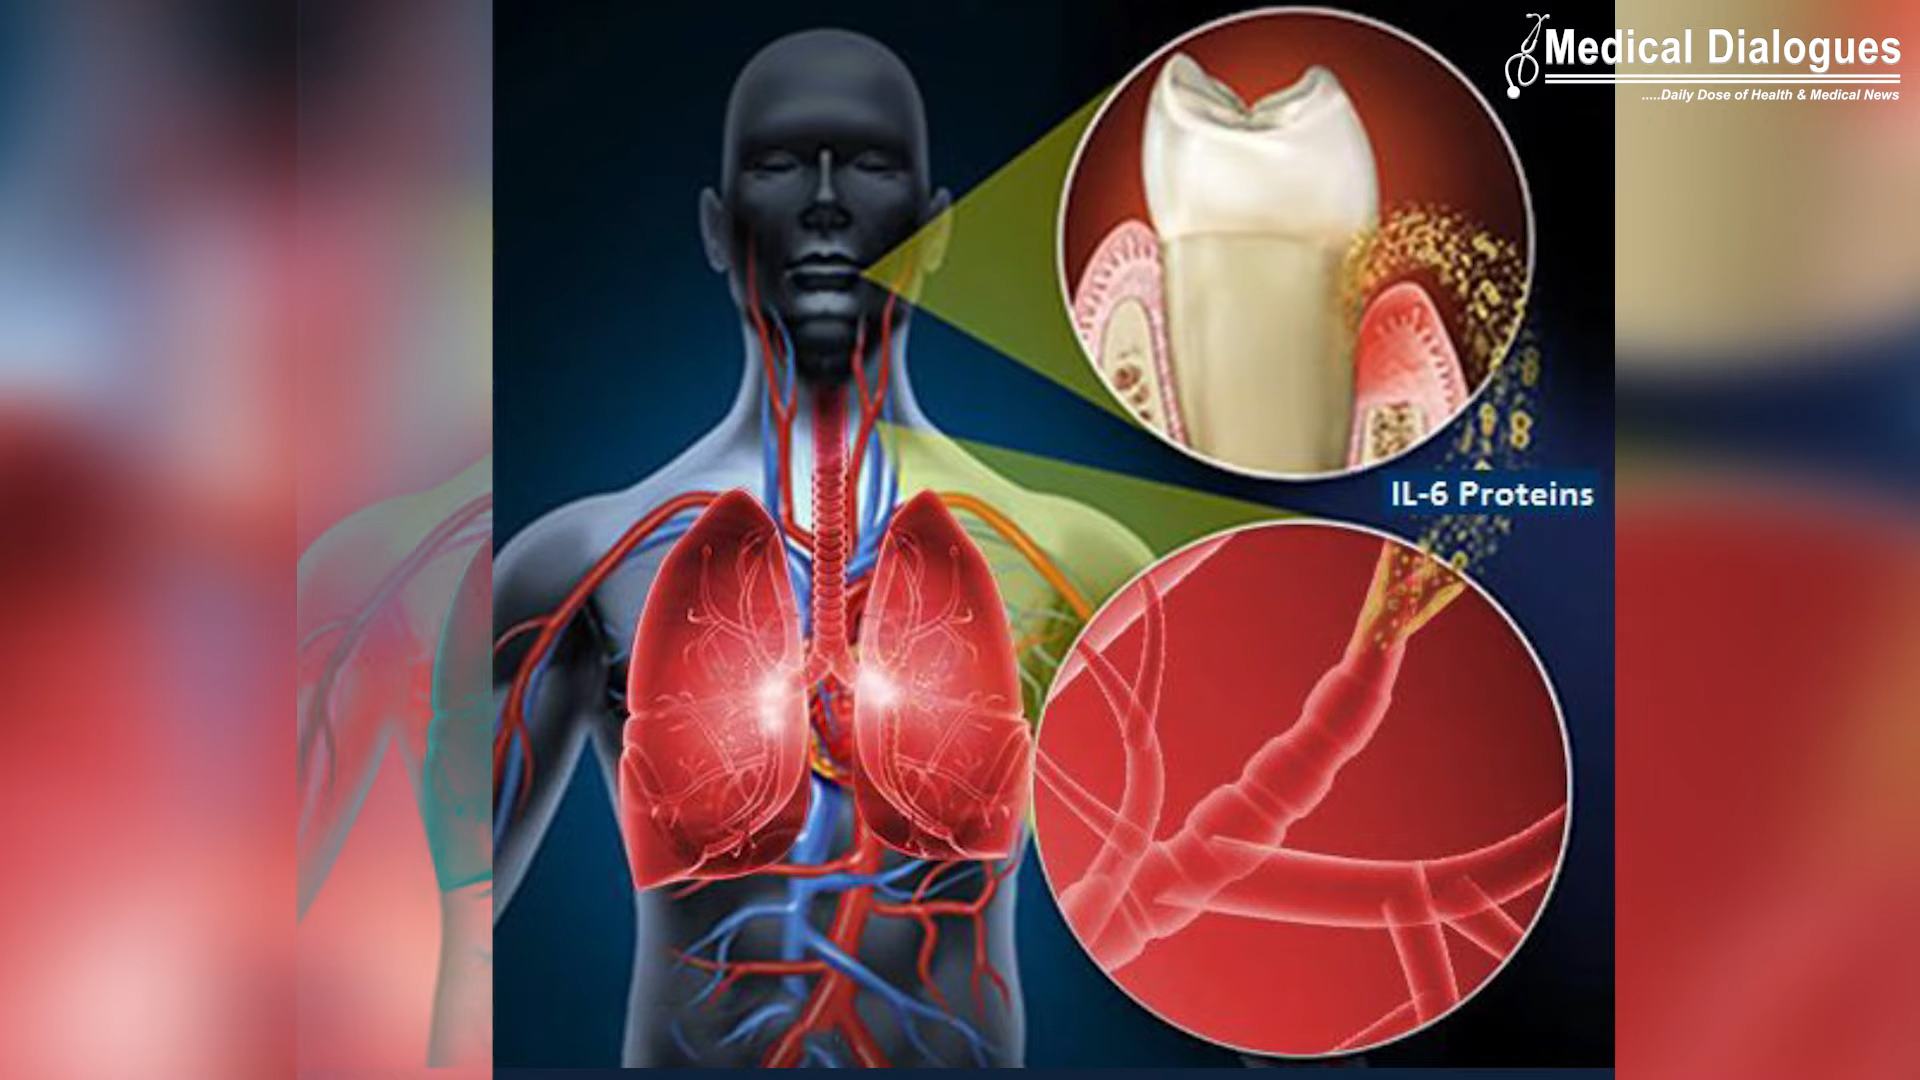 Medical Dialogues
.....Daily Dose of Health & Medical News
IL-6 Proteins